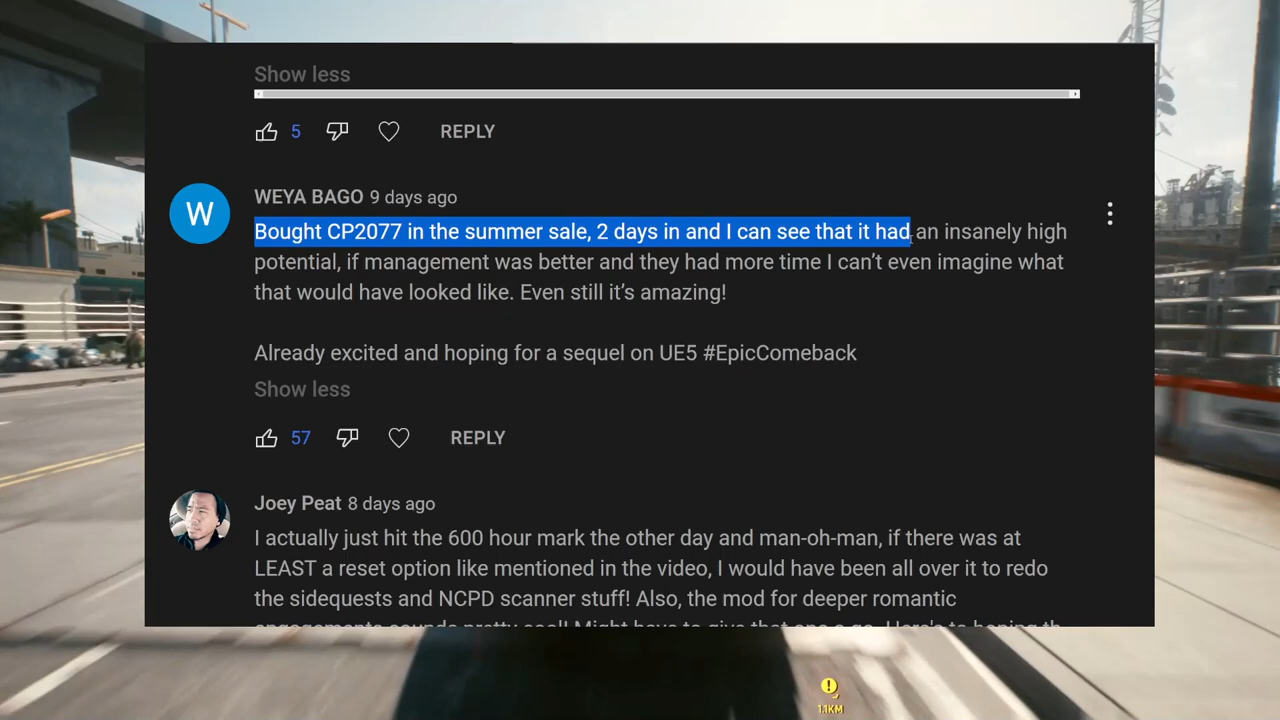 Show less
5 REPLY
W
WEYA BAGO 9 days ago
Bought CP2077 in the summer sale, 2 days in and I can see that it had an insanely high
potential, if management was better and they had more time I can’t even imagine what
that would have looked like. Even still it’s amazing!
Already excited and hoping for a sequel on UE5 #EpicComeback
Show less
57 REPLY
Joey Peat 8 days ago
I actually just hit the 600 hour mark the other day and man-oh-man, if there was at
LEAST a reset option like mentioned in the video, I would have been all over it to redo
the sidequests and NCPD scanner stuff! Also, the mod for deeper romantic
1.1KM